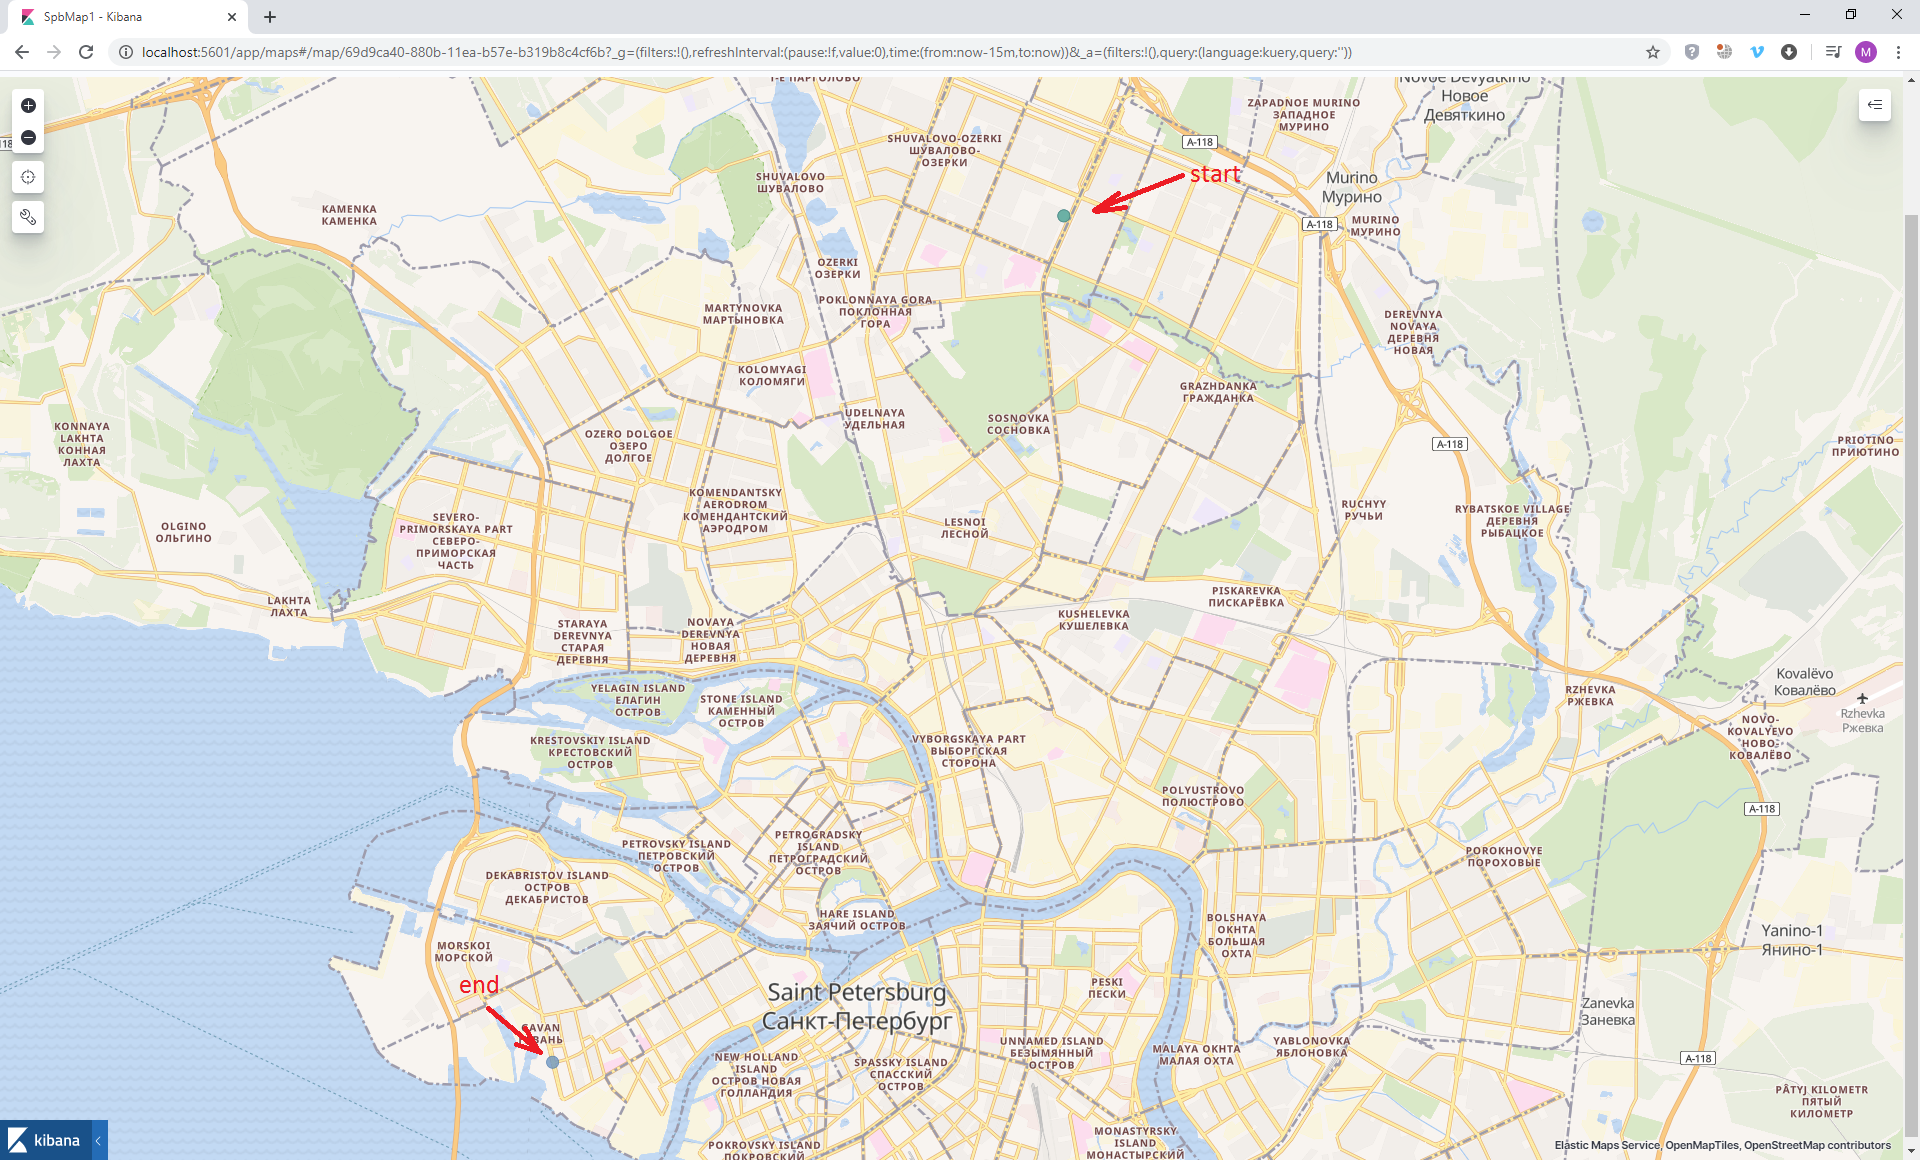 SpbMap1 - Kibana
localhost:5601/app/maps#/map/69d9ca40-880b-11ea-b57e-b319b8c4cf6b?_g=(filters:!(),refreshInterval:(pause:!f,value:0),time:(from:now-15m,to:now))&_a=(filters:!(),query:(language:kuery,query:''))
M
Novoe Devyatkino
Новое
Девяткино
ZAPADNOE MURINO
ЗАПАДНОЕ
МУРИНО
SHUVALOVO-OZERKI
ШУВАЛОВО-
ОЗЕРКИ
A-118
start
SHUVALOVO
ШУВАЛОВО
Murino
Мурино
KAMENKA
КАМЕНКА
A-118
MURINO
МУРИНО
OZERKI
ОЗЕРКИ
MARTYNOVKA
МАРТЫНОВКА
POKLONNAYA GORA
ПОКЛОННАЯ
ГОРА
DEREVNYA
NOVAYA
ДЕРЕВНЯ
НОВАЯ
KOLOMYAGI
КОЛОМЯГИ
GRAZHDANKA
ГРАЖДАНКА
UDELNAYA
УДЕЛЬНАЯ
SOSNOVKA
СОСНОВКА
KONNAYA
LAKHTA
КОННАЯ
ЛАХТА
OZERO DOLGOE
ОЗЕРО
ДОЛГОЕ
A-118
PRIOTINO
ПРИЮТИНО
KOMENDANTSKY
AERODROM
КОМЕНДАНТСКИЙ
АЭРОДРОМ
SEVERO-
PRIMORSKAYA PART
СЕВЕРО-
ПРИМОРСКАЯ
ЧАСТЬ
OLGINO
ОЛЬГИНО
LESNOI
ЛЕСНОЙ
RUCHYY
РУЧЬИ
RYBATSKOE VILLAGE
ДЕРЕВНЯ
РЫБАЦКОЕ
LAKHTA
ЛАХТА
PISKAREVKA
ПИСКАРЁВКА
KUSHELEVKA
КУШЕЛЕВКА
STARAYA
DEREVNYA
СТАРАЯ
ДЕРЕВНЯ
NOVAYA
DEREVNYA
НОВАЯ
ДЕРЕВНЯ
YELAGIN ISLAND
ЕЛАГИН
ОСТРОВ
STONE ISLAND
КАМЕННЫЙ
ОСТРОВ
Kovalëvo
Ковалёво
RZHEVKA
РЖЕВКА
Rzhevka
Ржевка
NOVO-
KOVALYEVO
НОВО-
КОВАЛЁВО
KRESTOVSKIY ISLAND
КРЕСТОВСКИЙ
ОСТРОВ
VYBORGSKAYA PART
ВЫБОРГСКАЯ
СТОРОНА
POLYUSTROVO
ПОЛЮСТРОВО
A-118
PETROVSKY ISLAND
ПЕТРОВСКИЙ
ОСТРОВ
PETROGRADSKY
ISLAND
ПЕТРОГРАДСКИЙ
ОСТРОВ
POROKHOVYE
ПОРОХОВЫЕ
DEKABRISTOV ISLAND
ОСТРОВ
ДЕКАБРИСТОВ
HARE ISLAND
ЗАЯЧИЙ ОСТРОВ
BOLSHAYA
OKHTA
БОЛЬШАЯ
ОХТА
MORSKOI
МОРСКОЙ
Yanino-1
Янино-1
end
Saint Petersburg
Санкт-Петербург
PESKI
ПЕСКИ
Zanevka
Заневка
UNNAMED ISLAND
БЕЗЫМЯННЫЙ
ОСТРОВ
MALAYA OKHTA
МАЛАЯ ОХТА
YABLONOVKA
ЯБЛОНОВКА
NEW HOLLAND
ISLAND
ОСТРОВ НОВАЯ
ГОЛЛАНДИЯ
SPASSKY ISLAND
СПАССКИЙ
ОСТРОВ
A-118
PÂTYJ KILOMETR
ПЯТЫЙ
КИЛОМЕТР
POKROVSKY ISLAND
ПОКРОВСКИЙ
MONASTYRSKY
ISLAND
МОНАСТЫРСКИЙ
kibana
Elastic Maps Service, OpenMapTiles, OpenStreetMap contributors